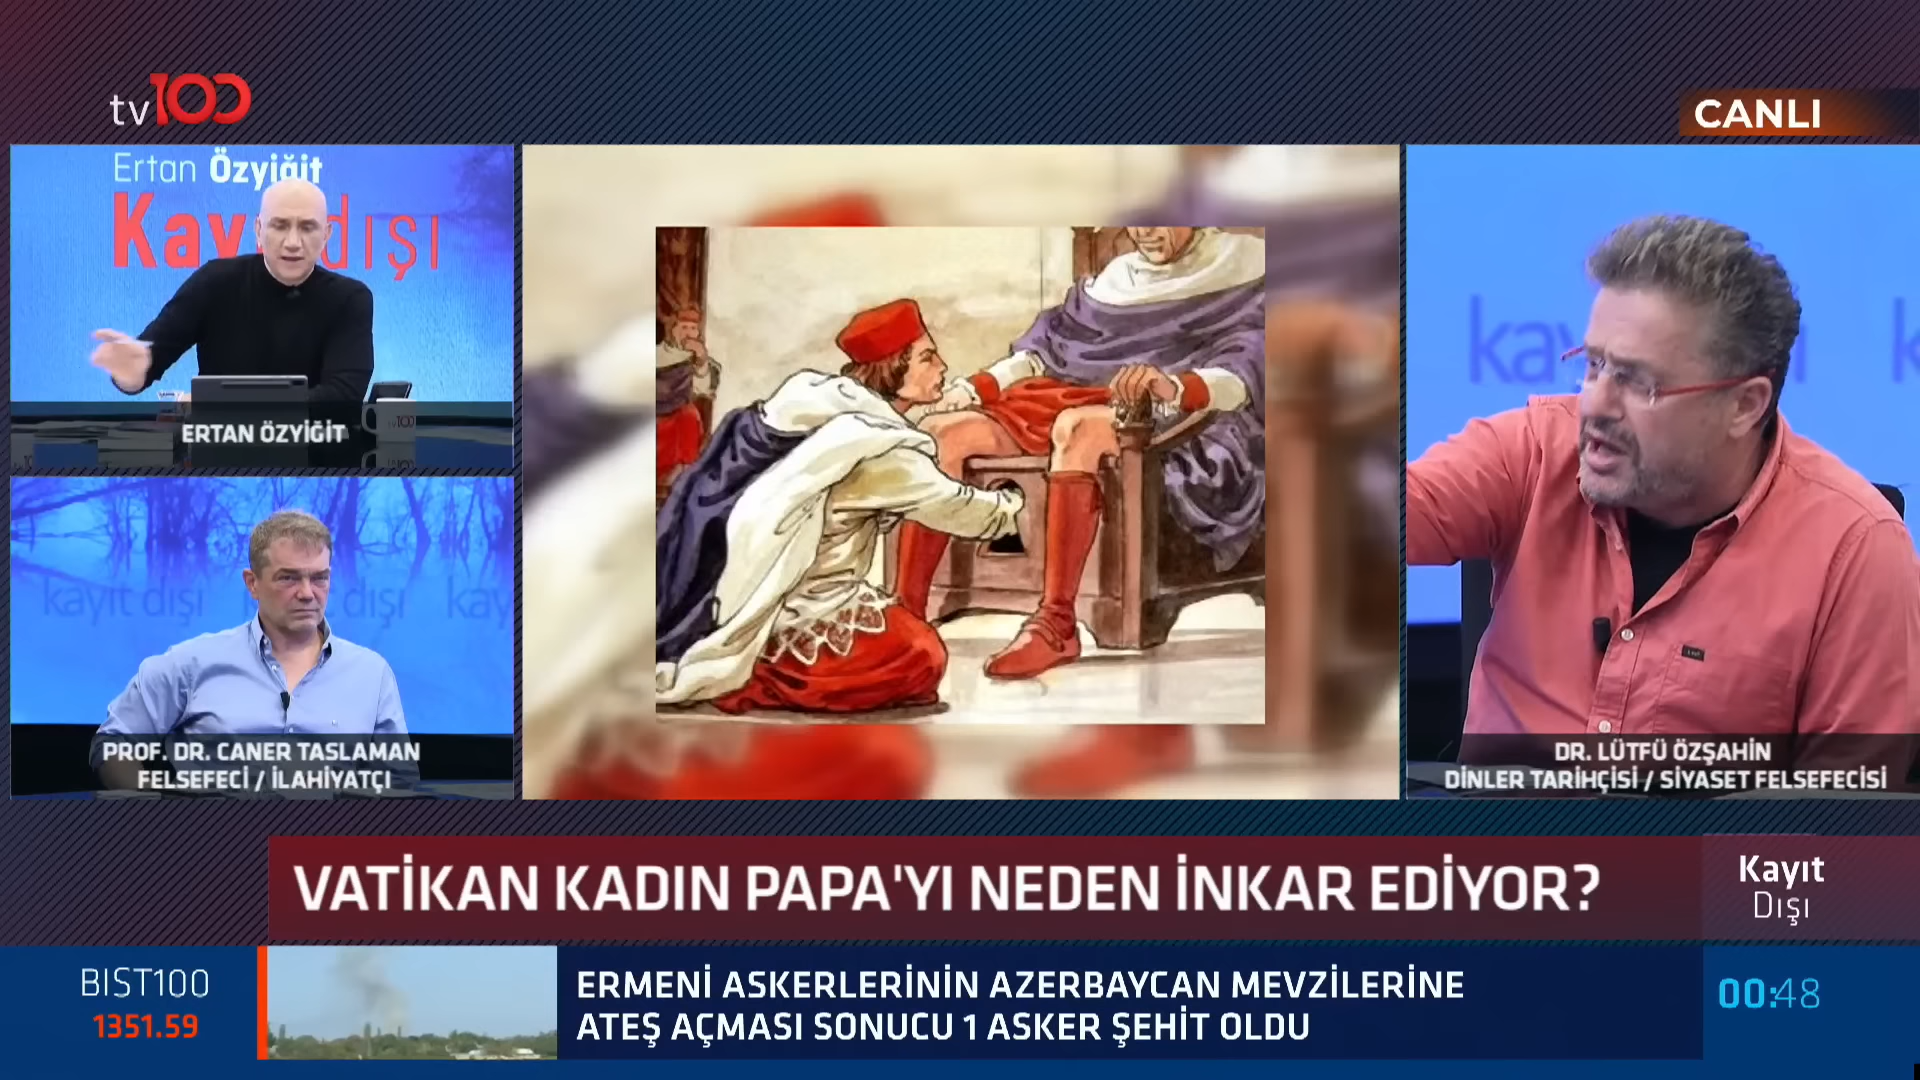 tv100
CANLI
Ertan Özyiğit
Kayıtdışı
ERTAN ÖZYİĞİT
kayıt dışı
PROF. DR. CANER TASLAMAN
FELSEFECİ / İLAHİYATÇI
DR. LÜTFÜ ÖZŞAHİN
DİNLER TARİHÇİSİ / SİYASET FELSEFECİSİ
VATİKAN KADIN PAPA'YI NEDEN İNKAR EDİYOR?
Kayıt
Dışı
BIST100
1351.59
ERMENİ ASKERLERİNİN AZERBAYCAN MEVZİLERİNE
ATEŞ AÇMASI SONUCU 1 ASKER ŞEHİT OLDU
00:48